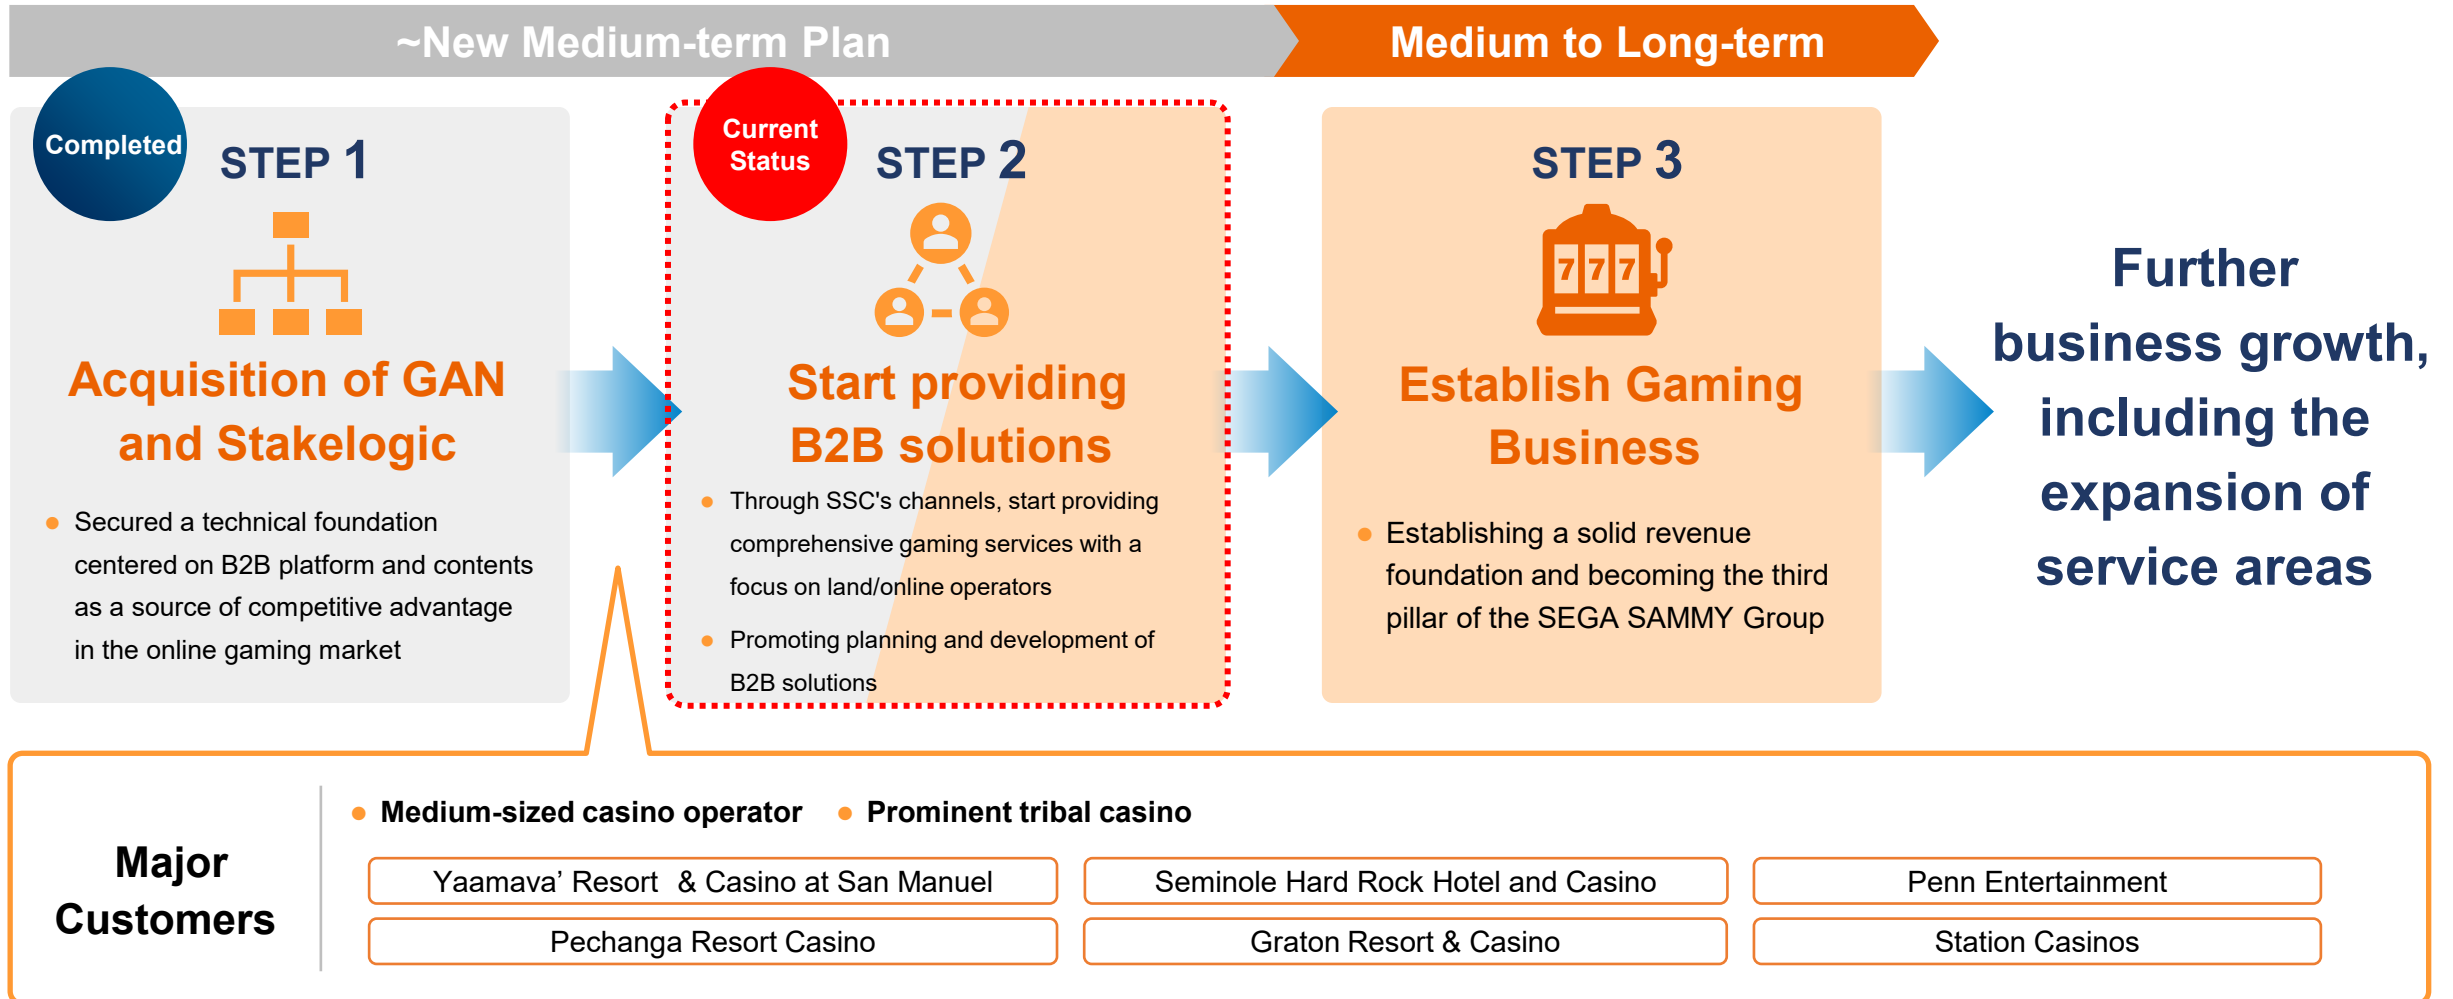 ~New Medium-term Plan
Medium to Long-term
Completed
STEP 1
Acquisition of GAN
and Stakelogic
● Secured a technical foundation
centered on B2B platform and contents
as a source of competitive advantage
in the online gaming market
Current
Status
STEP 2
Start providing
B2B solutions
● Through SSC's channels, start providing
comprehensive gaming services with a
focus on land/online operators
● Promoting planning and development of
B2B solutions
STEP 3
777
Establish Gaming
Business
● Establishing a solid revenue
foundation and becoming the third
pillar of the SEGA SAMMY Group
Further
business growth,
including the
expansion of
service areas
Major
Customers
● Medium-sized casino operator ● Prominent tribal casino
Yaamava’ Resort & Casino at San Manuel
Seminole Hard Rock Hotel and Casino
Penn Entertainment
Pechanga Resort Casino
Graton Resort & Casino
Station Casinos